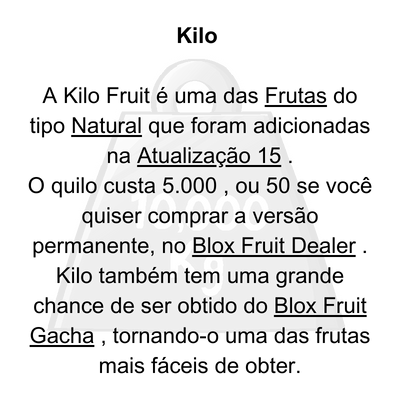 Kilo
A Kilo Fruit é uma das Frutas do
tipo Natural que foram adicionadas
na Atualização 15 .
O quilo custa 5.000 , ou 50 se você
quiser comprar a versão
permanente, no Blox Fruit Dealer .
Kilo também tem uma grande
chance de ser obtido do Blox Fruit
Gacha , tornando-o uma das frutas
mais fáceis de obter.
10,000